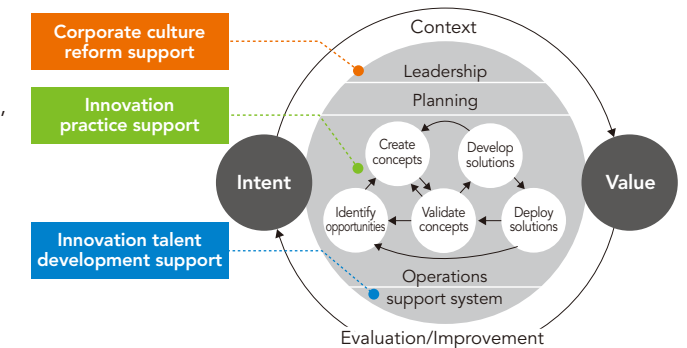 Corporate culture
reform support
,
Innovation
practice support
Innovation talent
development support
Context
Leadership
Planning
Create
concepts
Develop
solutions
Intent
Value
Identify
opportunities
Validate
concepts
Deploy
solutions
Operations
support system
Evaluation/Improvement